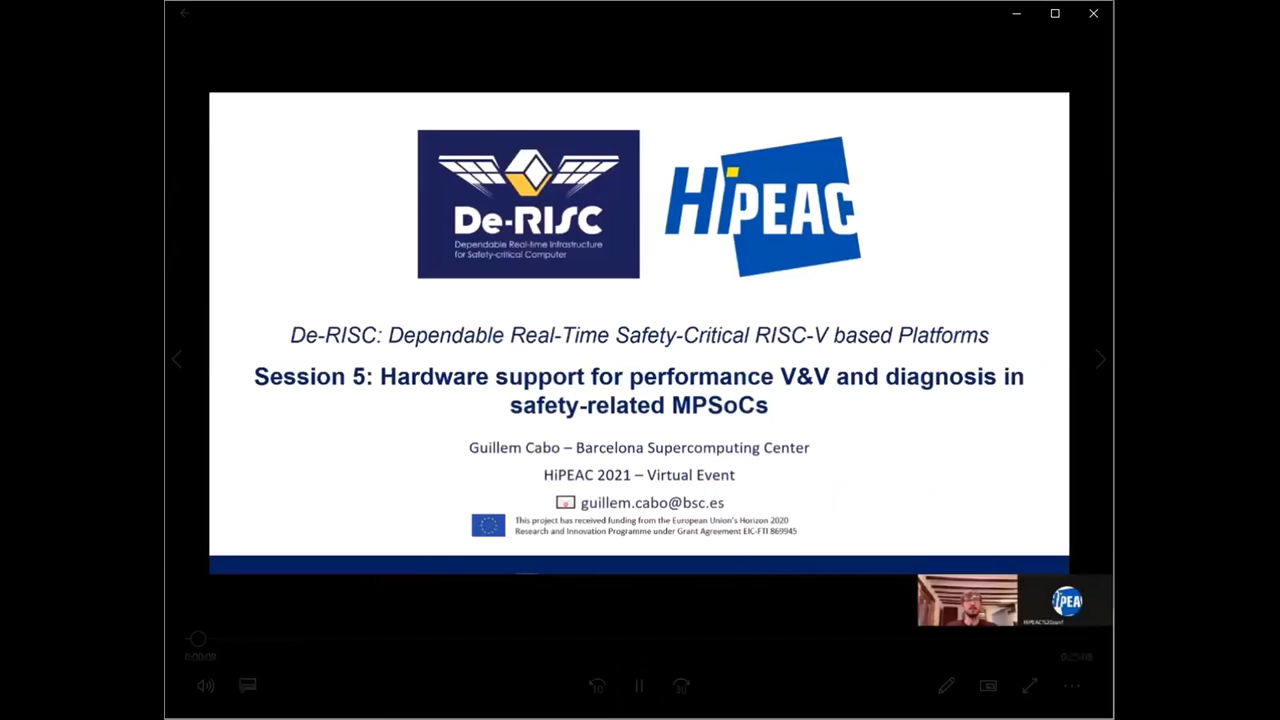 De-RISC
Dependable Real-time Infrastructure
for Safety-critical Computer
HiPEAC
De-RISC: Dependable Real-Time Safety-Critical RISC-V based Platforms
Session 5: Hardware support for performance V&V and diagnosis in
safety-related MPSoCs
Guillem Cabo – Barcelona Supercomputing Center
HiPEAC 2021 – Virtual Event
guillem.cabo@bsc.es
This project has received funding from the European Union's Horizon 2020
Research and Innovation Programme under Grant Agreement EIC-FTI 869945
10
30